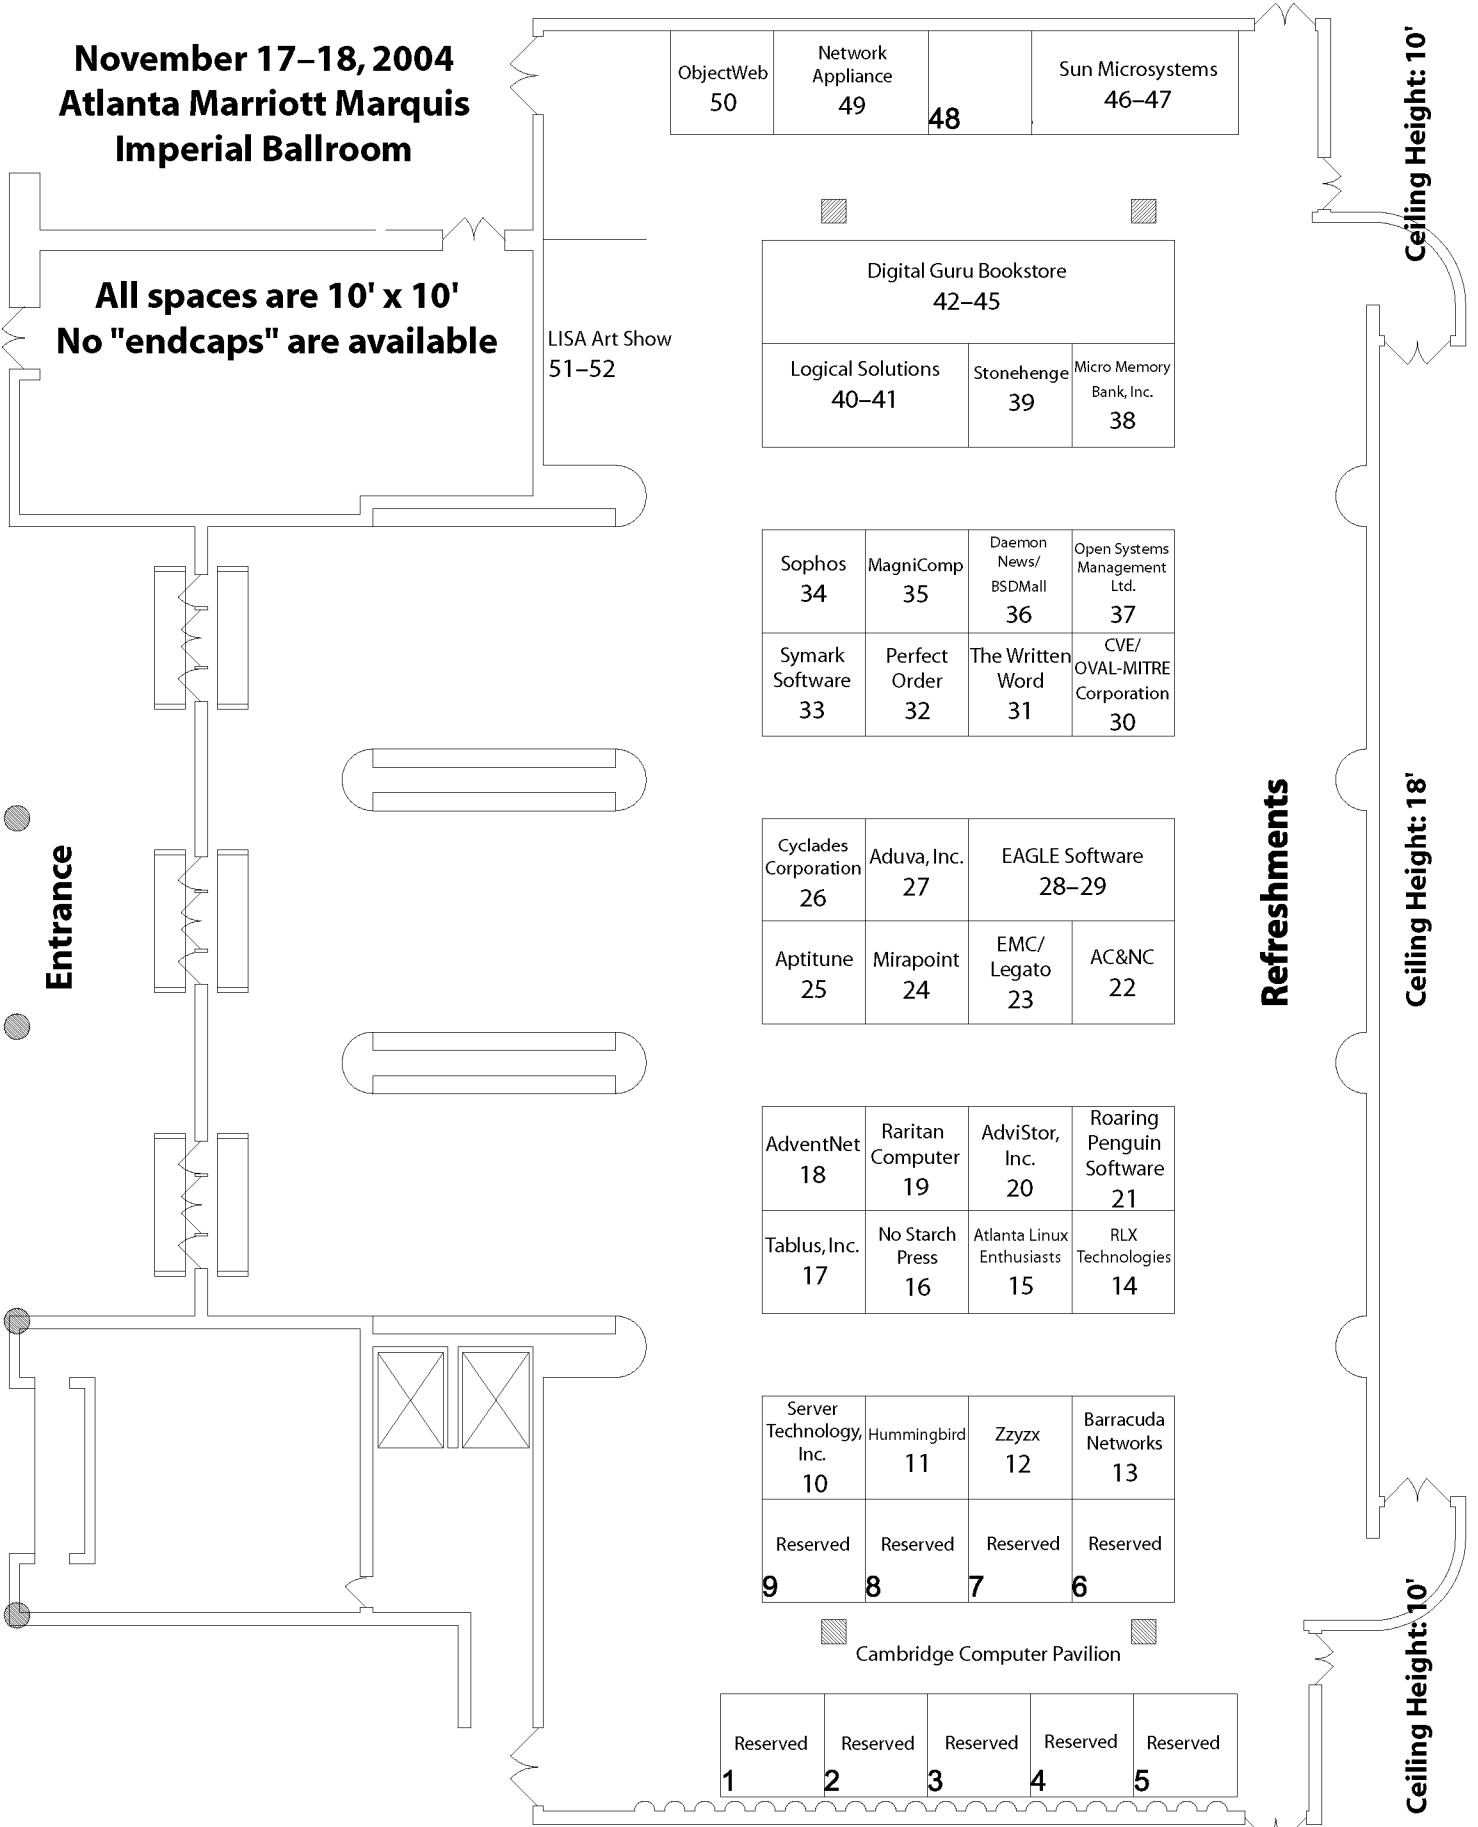 November 17–18, 2004
Atlanta Marriott Marquis
Imperial Ballroom
All spaces are 10' x 10'
No "endcaps" are available
ObjectWeb
50
Network
Appliance
49
48
Sun Microsystems
46–47
Ceiling Height: 10'
Digital Guru Bookstore
42–45
LISA Art Show
51–52
Logical Solutions
40–41
Stonehenge
39
Micro Memory
Bank, Inc.
38
Sophos
34
MagniComp
35
Daemon
News/
BSDMall
36
Open Systems
Management
Ltd.
37
Symark
Software
33
Perfect
Order
32
The Written
Word
31
CVE/
OVAL-MITRE
Corporation
30
Entrance
Cyclades
Corporation
26
Aduva, Inc.
27
EAGLE Software
28–29
Aptitune
25
Mirapoint
24
EMC/
Legato
23
AC&NC
22
Refreshments
Ceiling Height: 18'
AdventNet
18
Raritan
Computer
19
AdviStor,
Inc.
20
Roaring
Penguin
Software
21
Tablus, Inc.
17
No Starch
Press
16
Atlanta Linux
Enthusiasts
15
RLX
Technologies
14
Server
Technology,
Inc.
10
Hummingbird
11
Zzyzx
12
Barracuda
Networks
13
Reserved
9
Reserved
8
Reserved
7
Reserved
6
Cambridge Computer Pavilion
Reserved
1
Reserved
2
Reserved
3
Reserved
4
Reserved
5
Ceiling Height: 10'